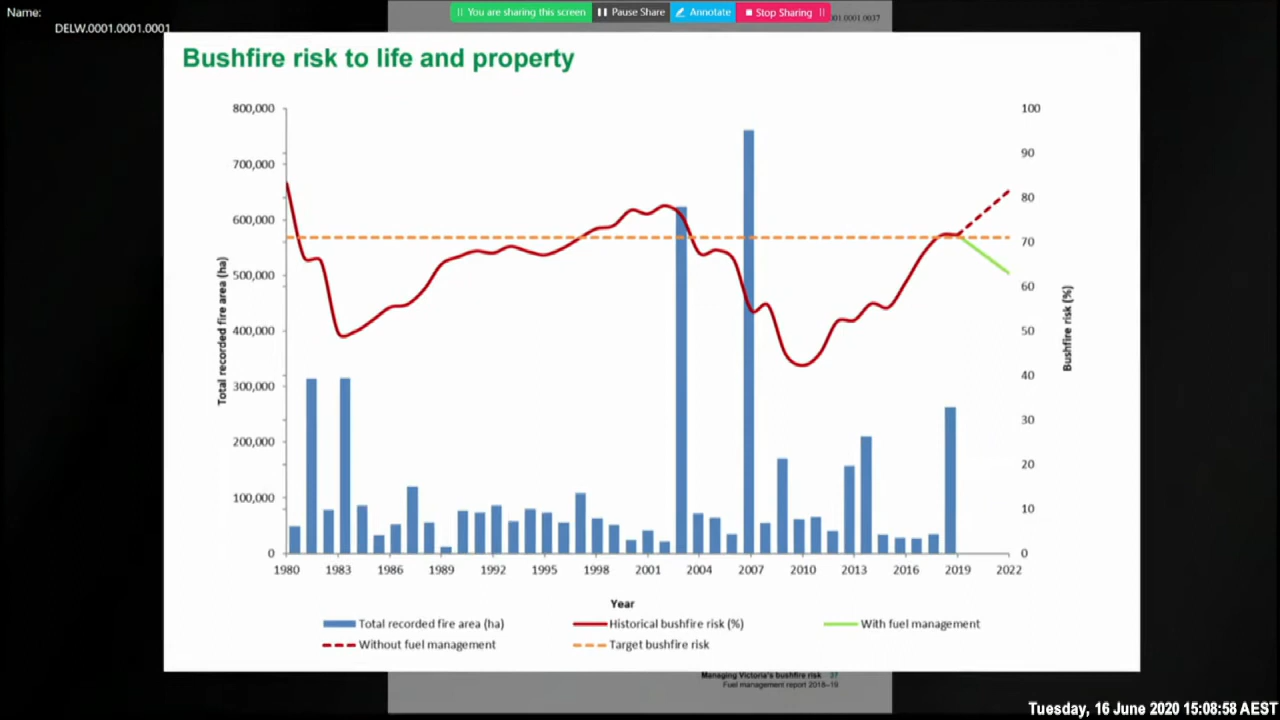 Name:
DELW.0001.0001.0001
You are sharing this screen Pause Share Annotate Stop Sharing
001.0001.0037
Bushfire risk to life and property
800,000
700,000
600,000
500,000
400,000
300,000
200,000
100,000
0
Total recorded fire area (ha)
100
90
80
70
60
50
40
30
20
10
0
Bushfire risk (%)
1980 1983 1986 1989 1992 1995 1998 2001 2004 2007 2010 2013 2016 2019 2022
Year
Total recorded fire area (ha) Historical bushfire risk (%) With fuel management
Without fuel management Target bushfire risk
Managing Victoria's bushfire risk 37
Fuel management report 2018–19
Tuesday, 16 June 2020 15:08:58 AEST